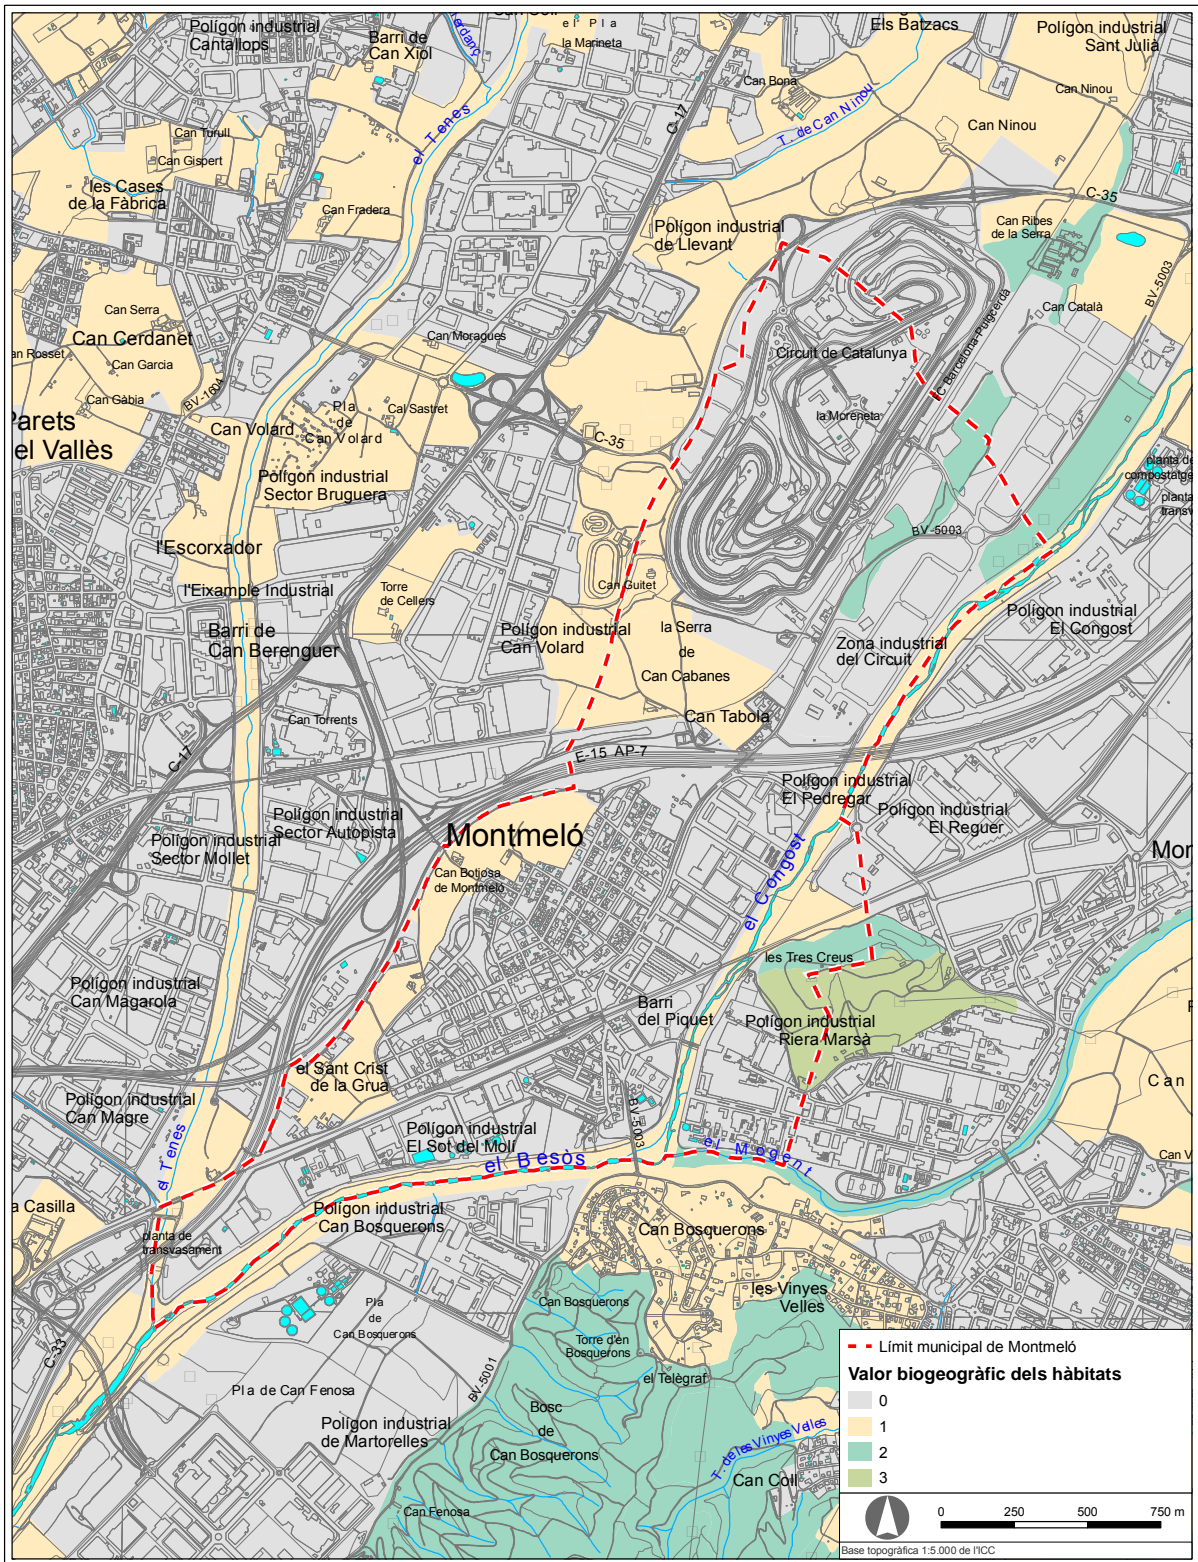 Polígon industrial
Cantallops
Barri de
Can Xiol
el Pla
la Marineta
Els Batzacs
Polígon industrial
Sant Julià
Can Bona
Can Ninou
Can Ninou
T. de Can Ninou
el Tenes
C-17
Can Turull
Can Gispert
les Cases
de la Fàbrica
Can Fradera
C-35
Can Ribes
de la Serra
Polígon industrial
de Llevant
BV-5003
Can Català
Can Serra
Can Cerdanet
Can Garcia
Can Gàbia
BV-1604
Can Moragues
Circuit de Catalunya
la Moreneta
Cal Sastret
Pla
de
Can Volard
Can Volard
C-35
Polígon industrial
Sector Bruguera
l'Escorxador
l'Eixample Industrial
BV-5003
Torre
de Cellers
Can Guitet
Barri de
Can Berenguer
Polígon industrial
Can Volard
la Serra
de
Can Cabanes
Zona industrial
del Circuit
Polígon industrial
El Congost
Can Tabola
Can Torrents
C-17
E-15 AP-7
Polígon industrial
El Pedregar
Polígon industrial
El Reguer
Polígon industrial
Sector Autopista
Polígon industrial
Sector Mollet
Montmeló
Can Botjosa
de Montmeló
el Congost
les Tres Creus
Polígon industrial
Can Magarola
Barri
del Piquet
Polígon industrial
Riera Marsà
el Sant Crist
de la Grua
Polígon industrial
Can Magre
Polígon industrial
El Sot del Molí
BV-5003
el Mogent
el Besòs
el Tenes
planta de
transvasament
Polígon industrial
Can Bosquerons
Can Bosquerons
les Vinyes
Velles
Can Bosquerons
Pla
de
Can Bosquerons
Torre d'en
Bosquerons
el Telègraf
C-33
Pla de Can Fenosa
BV-5001
Polígon industrial
de Martorelles
Bosc
de
Can Bosquerons
T. de les Vinyes Velles
Can Coll
Can Fenosa
Límit municipal de Montmeló
Valor biogeogràfic dels hàbitats
0
1
2
3
0 250 500 750 m
Base topogràfica 1:5.000 de l'ICC